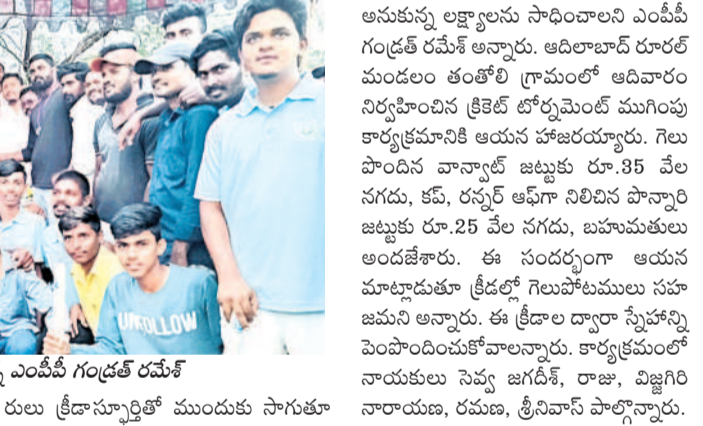 UNFOLLOW
ఎంపీపీ గండ్రత్ రమేశ్
రులు క్రీడాస్ఫూర్తితో ముందుకు సాగుతూ
అనుకున్న లక్ష్యాలను సాధించాలని ఎంపీపీ
గండ్రత్ రమేశ్ అన్నారు. ఆదిలాబాద్ రూరల్
మండలం తంతోలి గ్రామంలో ఆదివారం
నిర్వహించిన క్రికెట్ టోర్నమెంట్ ముగింపు
కార్యక్రమానికి ఆయన హాజరయ్యారు. గెలు
పొందిన వాన్వాట్ జట్టుకు రూ.35 వేల
నగదు, కప్, రన్నర్ ఆఫ్‌గా నిలిచిన పొన్నారి
జట్టుకు రూ.25 వేల నగదు, బహుమతులు
అందజేశారు. ఈ సందర్భంగా ఆయన
మాట్లాడుతూ క్రీడల్లో గెలుపోటములు సహ
జమని అన్నారు. ఈ క్రీడాల ద్వారా స్నేహాన్ని
పెంపొందించుకోవాలన్నారు. కార్యక్రమంలో
నాయకులు సెవ్వ జగదీశ్, రాజు, విజ్జగిరి
నారాయణ, రమణ, శ్రీనివాస్ పాల్గొన్నారు.